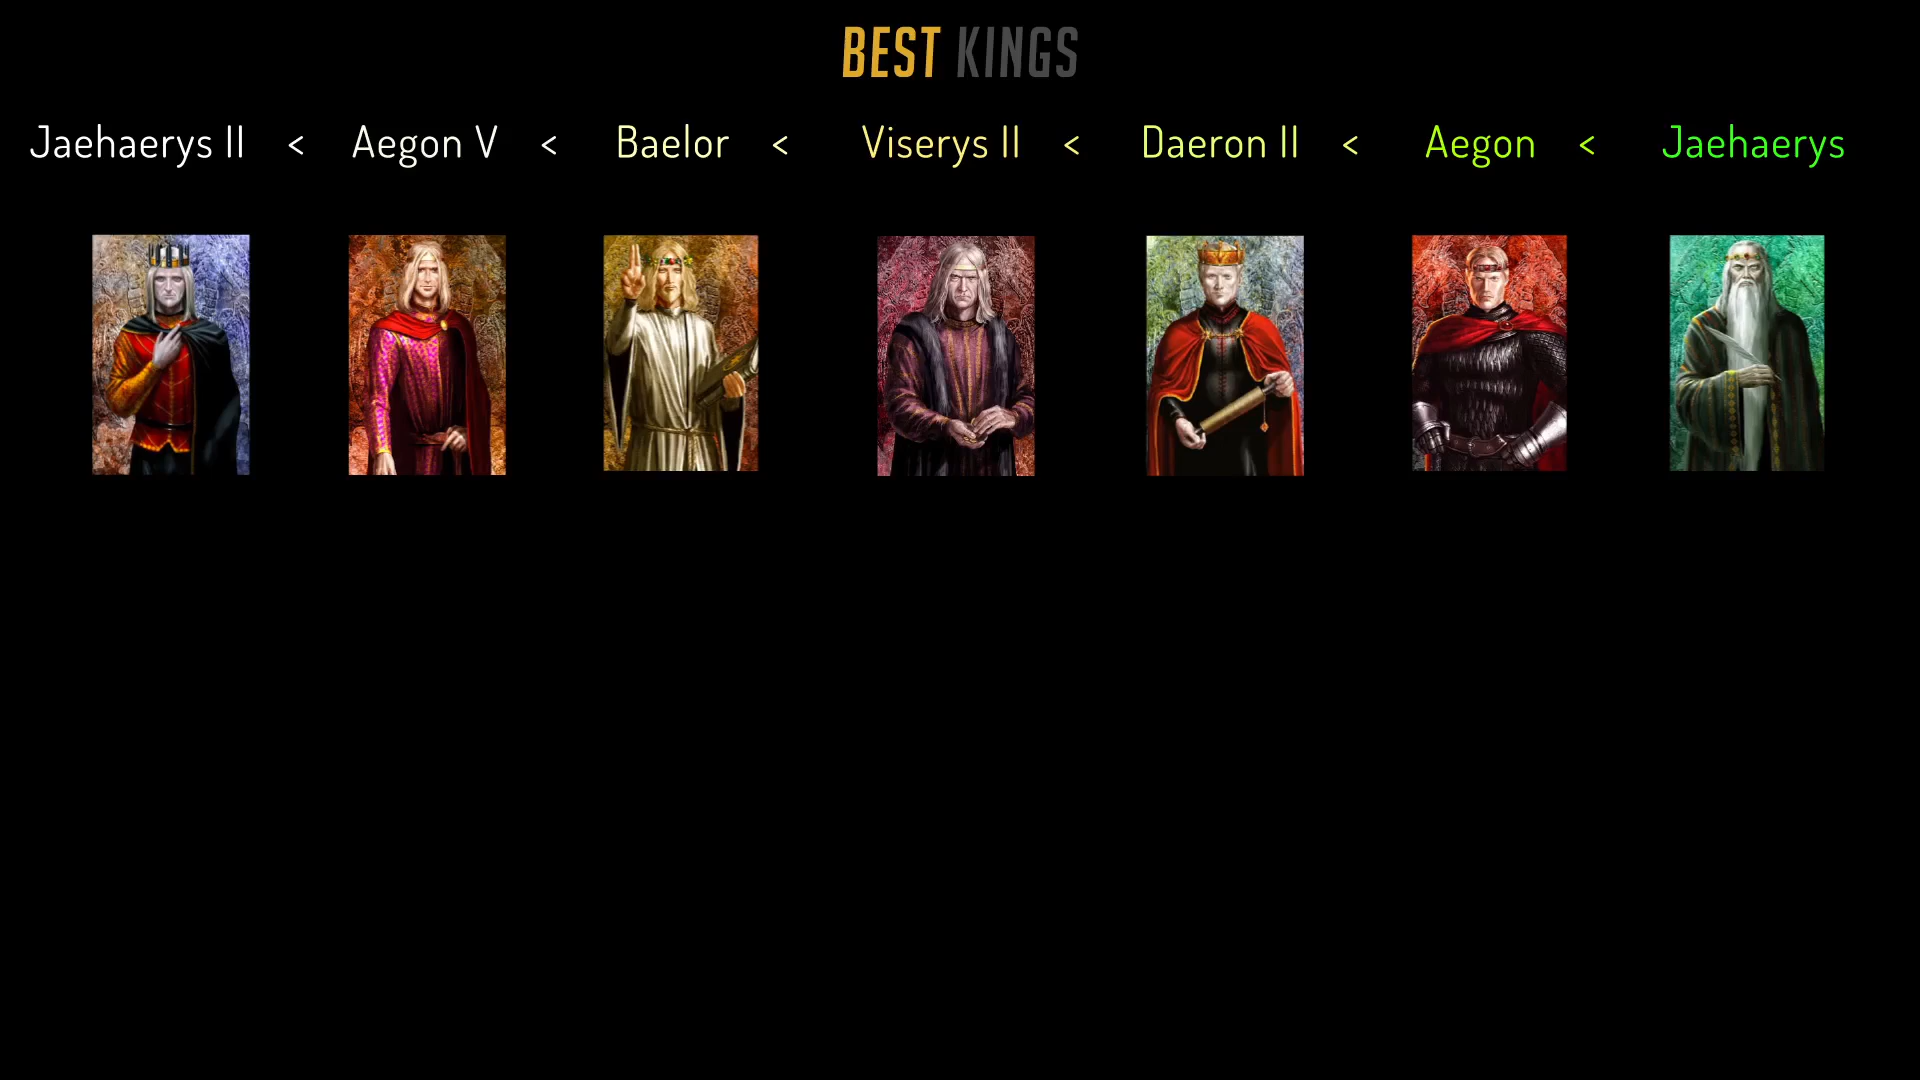 BEST KINGS
Jaehaerys II < Aegon V < Baelor < Viserys II < Daeron II < Aegon < Jaehaerys